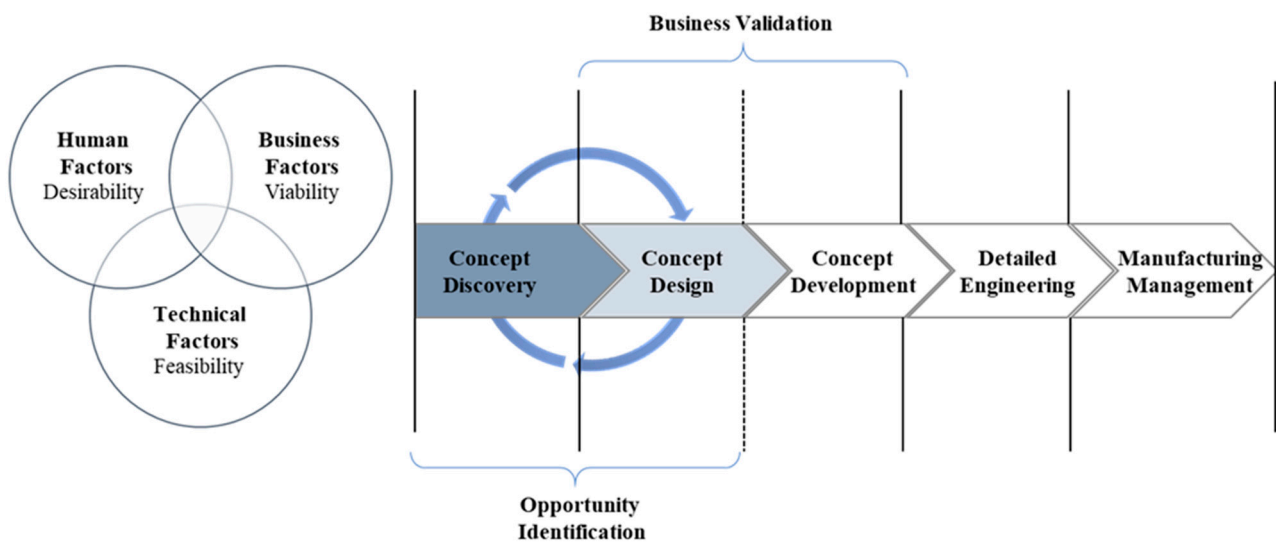 Business Validation
Human
Factors
Desirability
Business
Factors
Viability
Technical
Factors
Feasibility
Concept
Discovery
Concept
Design
Concept
Development
Detailed
Engineering
Manufacturing
Management
Opportunity
Identification